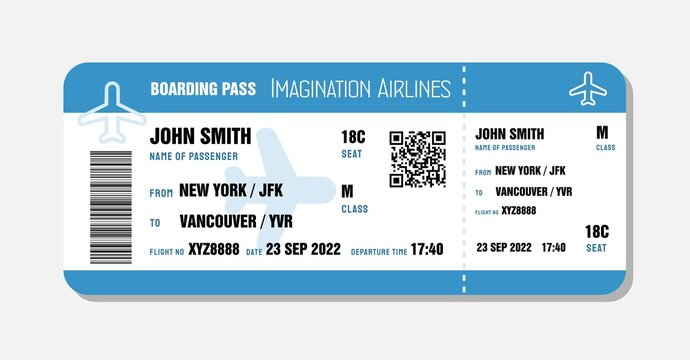 BOARDING PASS IMAGINATION AIRLINES
JOHN SMITH
NAME OF PASSENGER
18C
SEAT
FROM NEW YORK / JFK
M
CLASS
TO VANCOUVER / YVR
FLIGHT NO XYZ8888 DATE 23 SEP 2022 DEPARTURE TIME 17:40
JOHN SMITH
NAME OF PASSENGER
M
CLASS
FROM NEW YORK / JFK
TO VANCOUVER / YVR
FLIGHT NO XYZ8888
18C
SEAT
23 SEP 2022 17:40